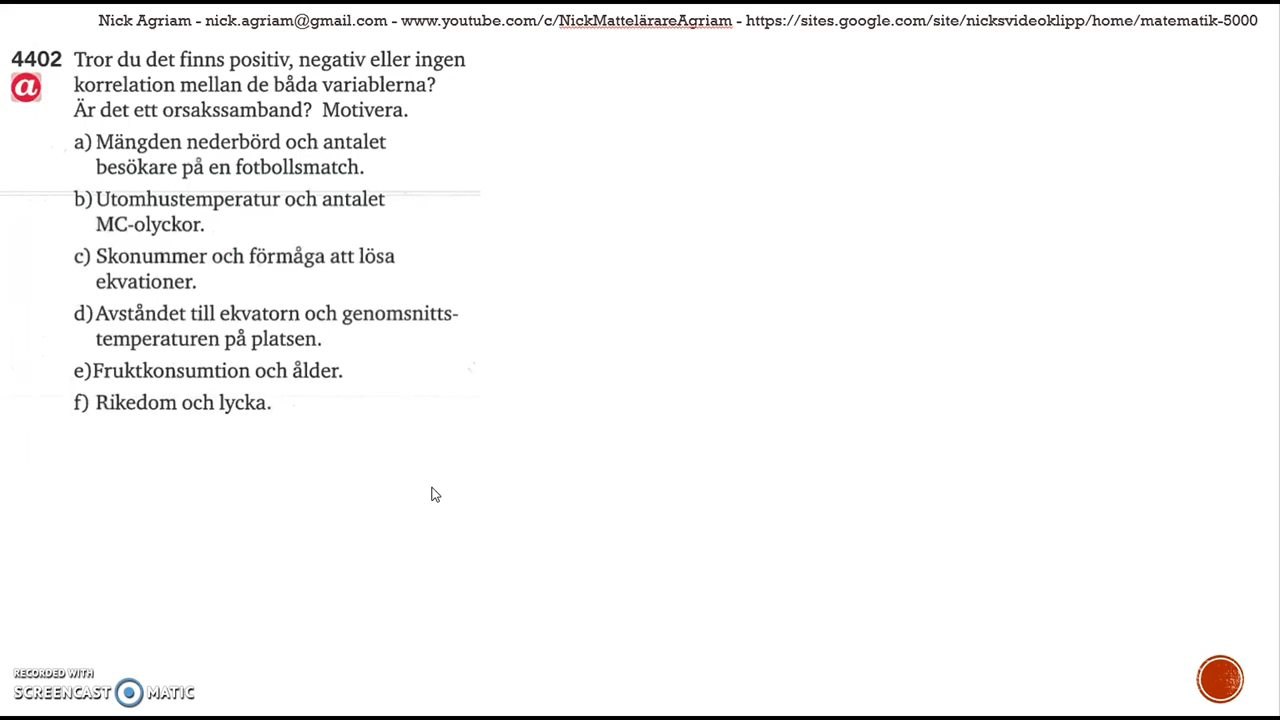 Nick Agriam - nick.agriam@gmail.com - www.youtube.com/c/NickMattelärareAgriam - https://sites.google.com/site/nicksvideoklipp/home/matematik-5000
4402 Tror du det finns positiv, negativ eller ingen
a korrelation mellan de båda variablerna?
Är det ett orsakssamband? Motivera.
a) Mängden nederbörd och antalet
besökare på en fotbollsmatch.
b) Utomhustemperatur och antalet
MC-olyckor.
c) Skonummer och förmåga att lösa
ekvationer.
d) Avståndet till ekvatorn och genomsnitts-
temperaturen på platsen.
e) Fruktkonsumtion och ålder.
f) Rikedom och lycka.
RECORDED WITH
SCREENCAST MATIC